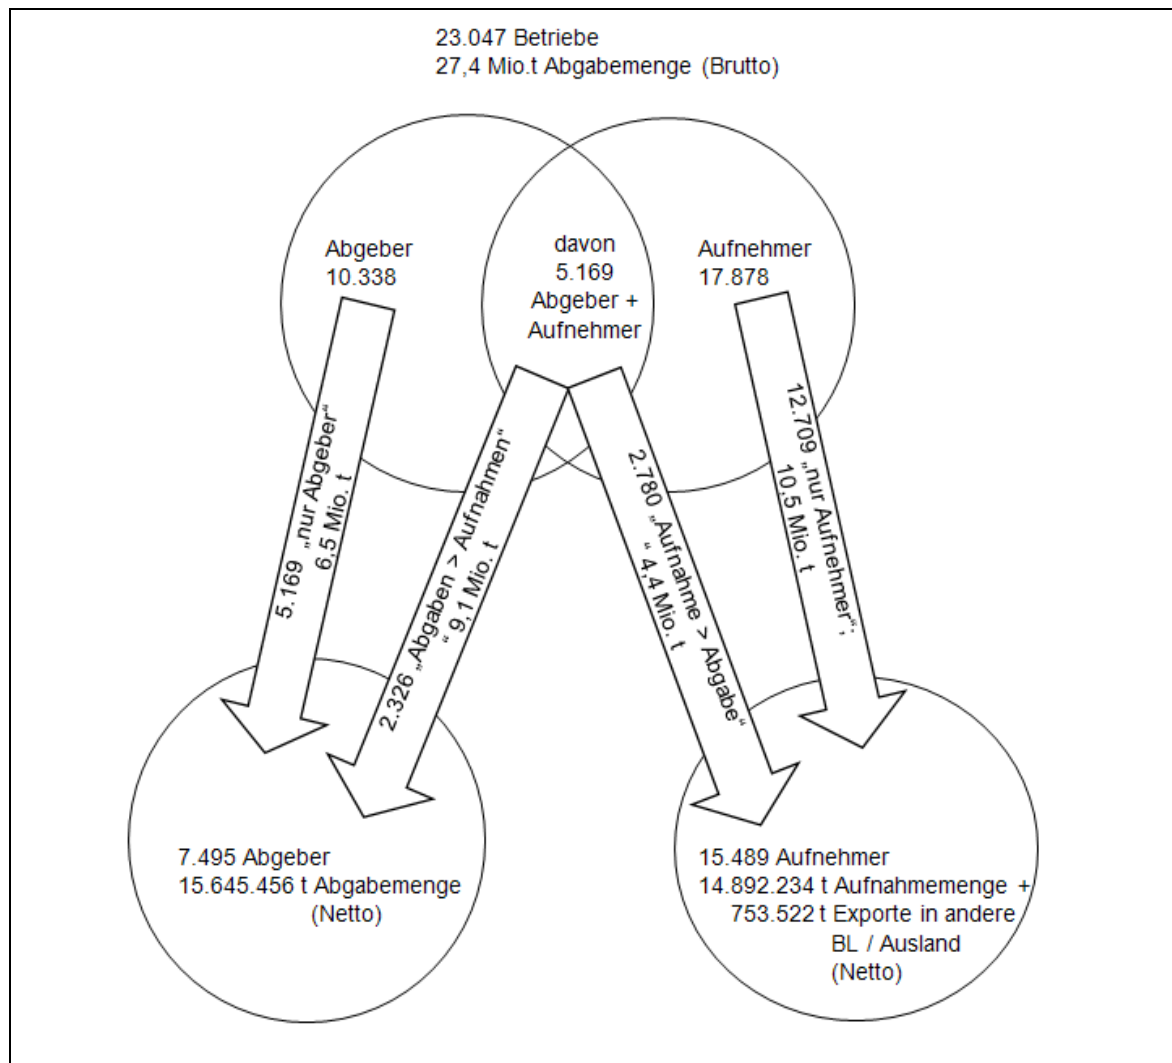 23.047 Betriebe
27,4 Mio.t Abgabemenge (Brutto)
Abgeber
10.338
davon
5.169
Abgeber +
Aufnehmer
Aufnehmer
17.878
5.169 „nur Abgeber“
6,5 Mio. t
2.326 „Abgaben > Aufnahmen“
“ 9,1 Mio. t
2.780 „Aufnahme > Abgabe“
“ 4,4 Mio. t
12.709 „nur Aufnehmer“;
10,5 Mio. t
7.495 Abgeber
15.645.456 t Abgabemenge
(Netto)
15.489 Aufnehmer
14.892.234 t Aufnahmemenge +
753.522 t Exporte in andere
BL / Ausland
(Netto)